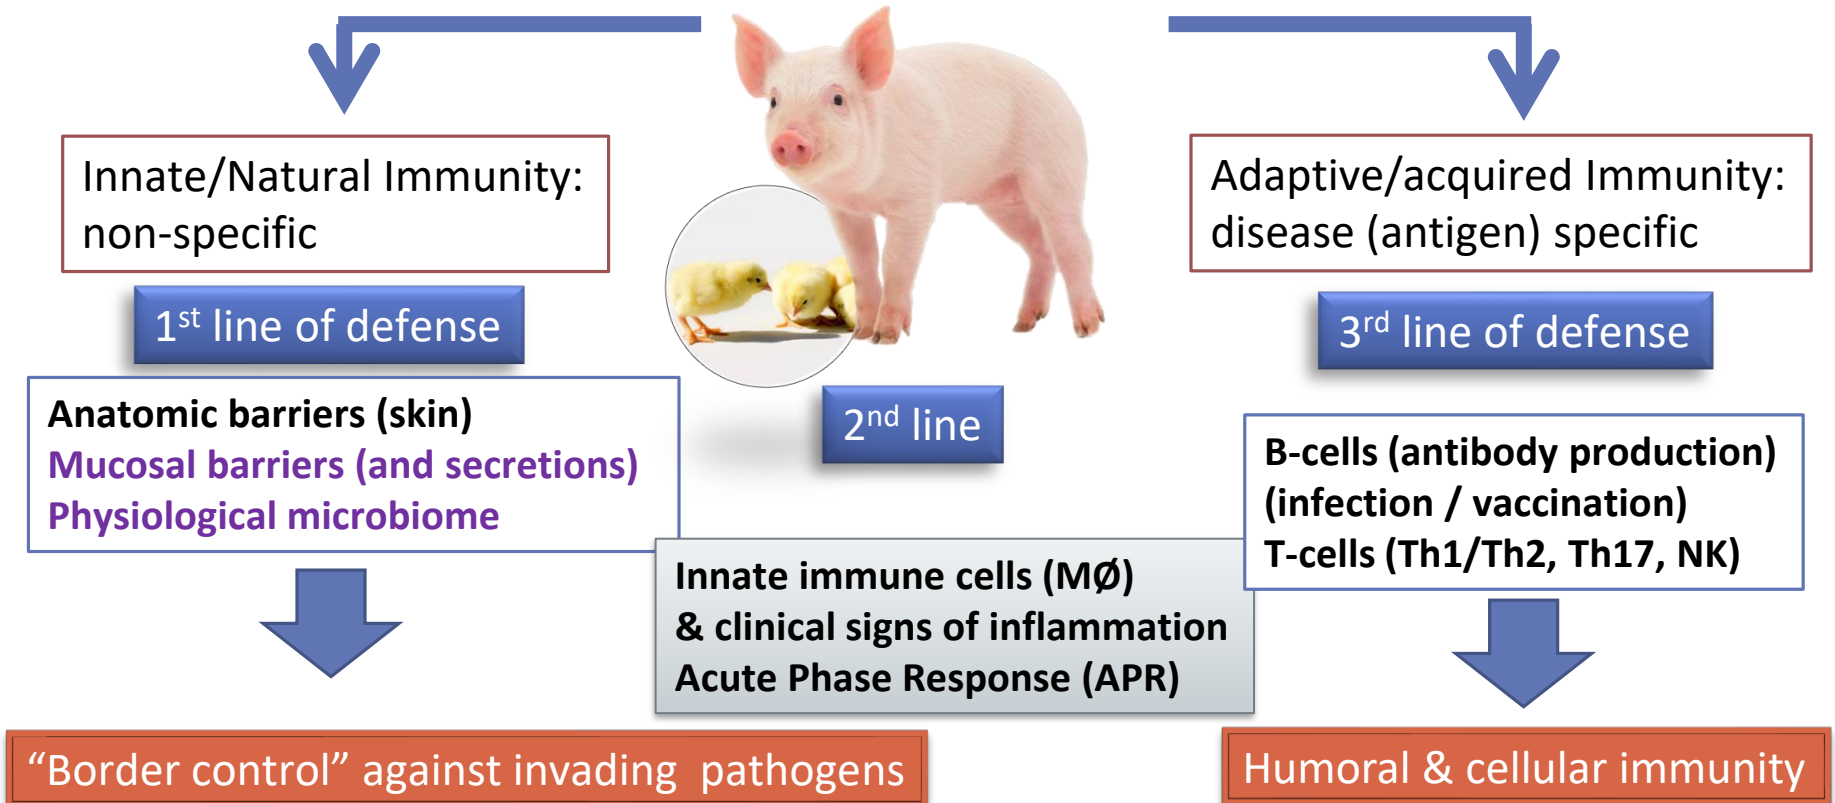 Innate/Natural Immunity:
non-specific
1st line of defense
Anatomic barriers (skin)
Mucosal barriers (and secretions)
Physiological microbiome
“Border control” against invading pathogens
2nd line
Innate immune cells (MØ)
& clinical signs of inflammation
Acute Phase Response (APR)
Adaptive/acquired Immunity:
disease (antigen) specific
3rd line of defense
B-cells (antibody production)
(infection / vaccination)
T-cells (Th1/Th2, Th17, NK)
Humoral & cellular immunity